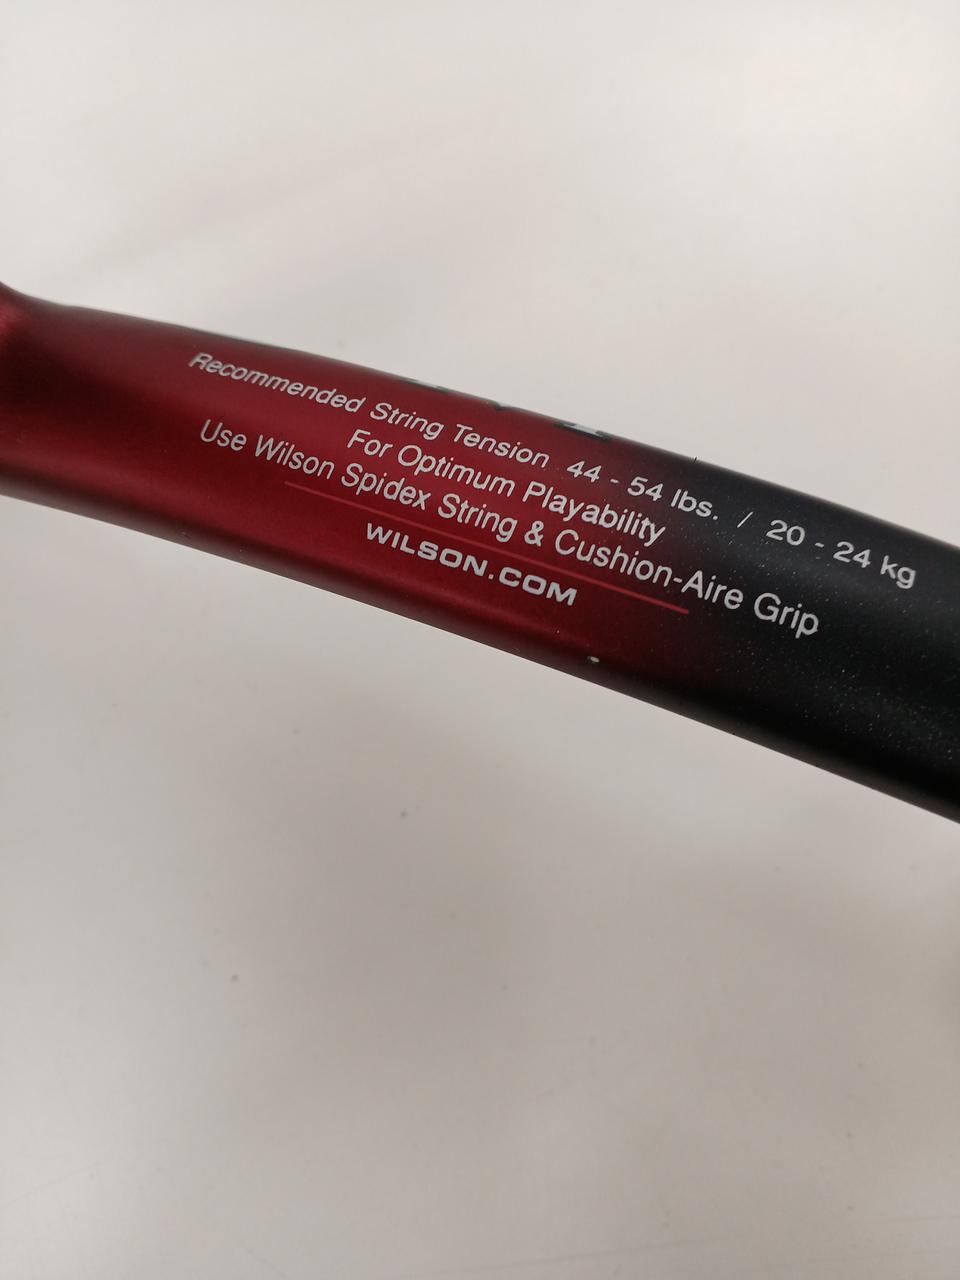 Recommended String Tension 44 - 54 lbs. / 20 - 24 kg
For Optimum Playability
Use Wilson Spidex String & Cushion-Aire Grip
WILSON.COM